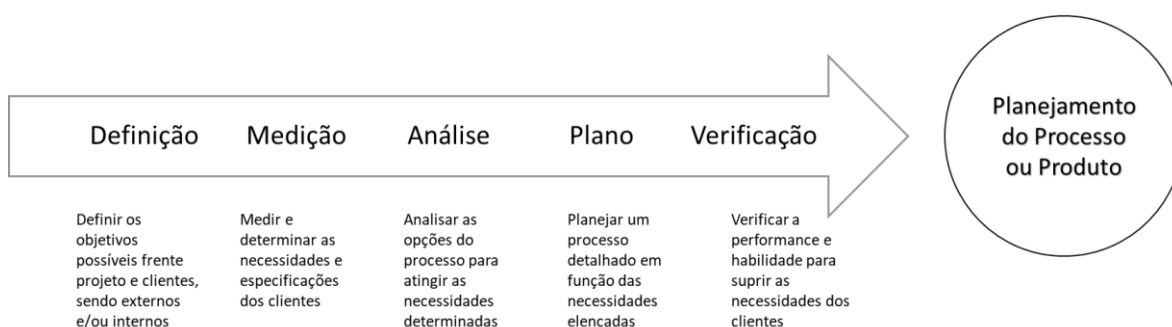 Definição
Medição
Análise
Plano
Verificação
Planejamento
do Processo
ou Produto
Definir os
objetivos
possíveis frente
projeto e clientes,
sendo externos
e/ou internos
Medir e
determinar as
necessidades e
especificações
dos clientes
Analisar as
opções do
processo para
atingir as
necessidades
determinadas
Planejar um
processo
detalhado em
função das
necessidades
elencadas
Verificar a
performance e
habilidade para
suprir as
necessidades dos
clientes